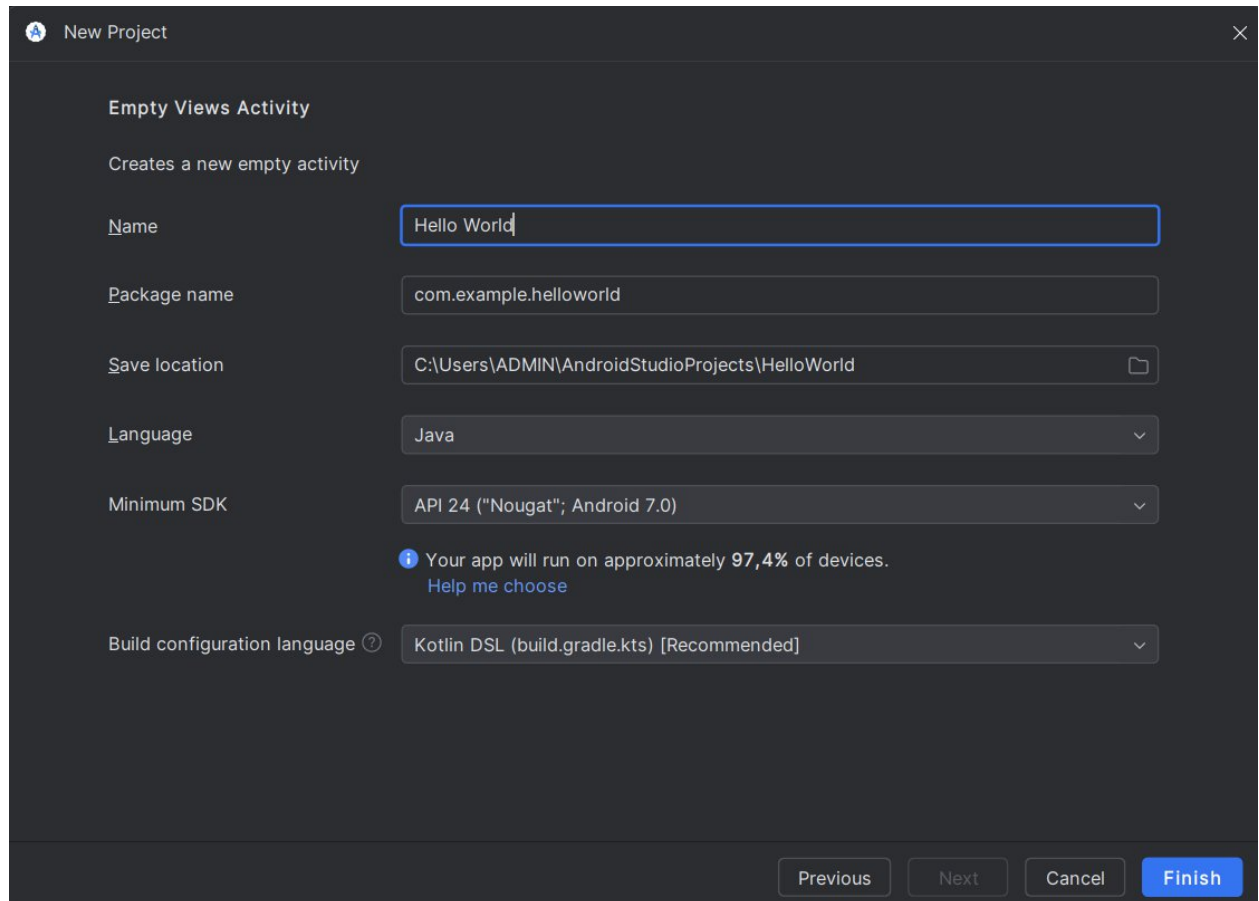 New Project
Empty Views Activity
Creates a new empty activity
Name
Hello World
Package name
com.example.helloworld
Save location
C:\Users\ADMIN\AndroidStudioProjects\HelloWorld
Language
Java
Minimum SDK
API 24 ("Nougat"; Android 7.0)
Your app will run on approximately 97,4% of devices.
Help me choose
Build configuration language ?
Kotlin DSL (build.gradle.kts) [Recommended]
Previous
Next
Cancel
Finish